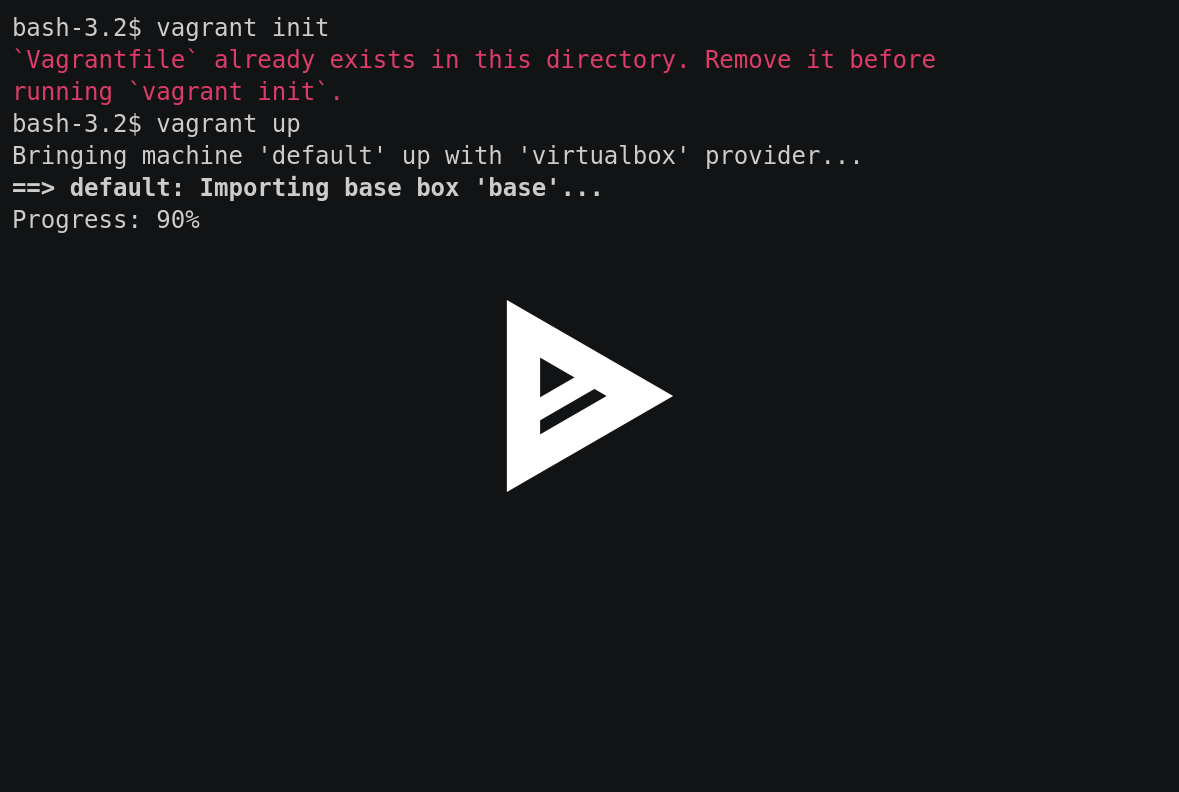 bash-3.2$ vagrant init
`Vagrantfile` already exists in this directory. Remove it before
running `vagrant init`.
bash-3.2$ vagrant up
Bringing machine 'default' up with 'virtualbox' provider...
==> default: Importing base box 'base'...
Progress: 90%